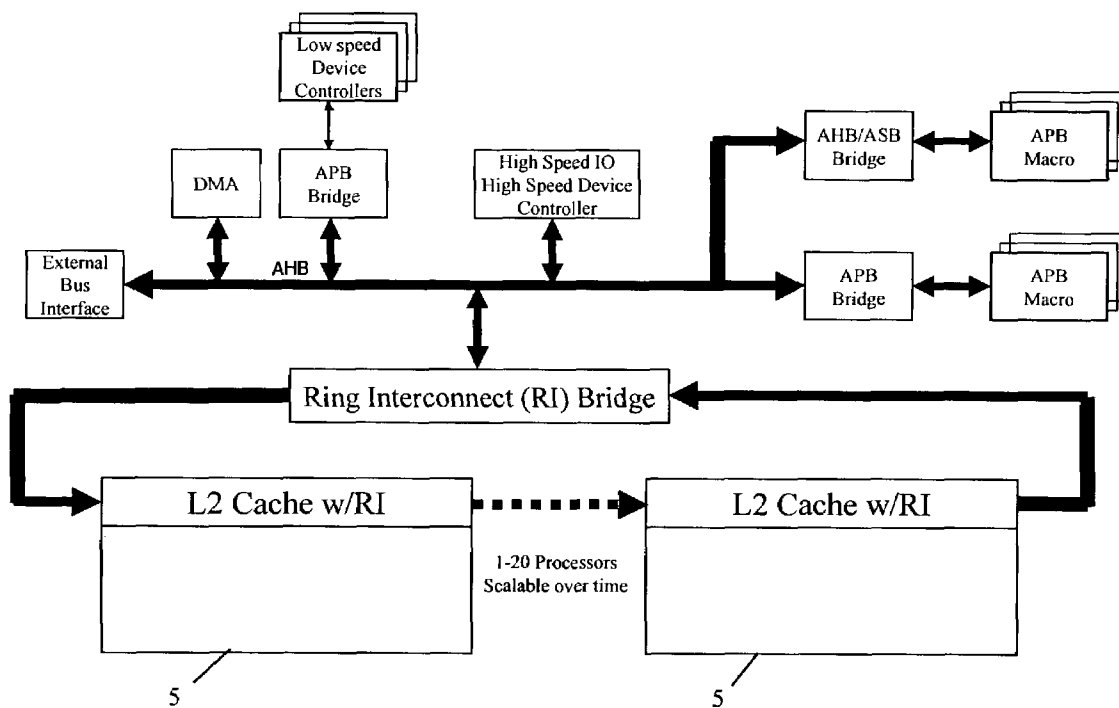 Low speed
Device
Controllers
DMA
APB
Bridge
High Speed IO
High Speed Device
Controller
AHB/ASB
Bridge
APB
Macro
External
Bus
Interface
AHB
APB
Bridge
APB
Macro
Ring Interconnect (RI) Bridge
L2 Cache w/RI
L2 Cache w/RI
1-20 Processors
Scalable over time
5
5